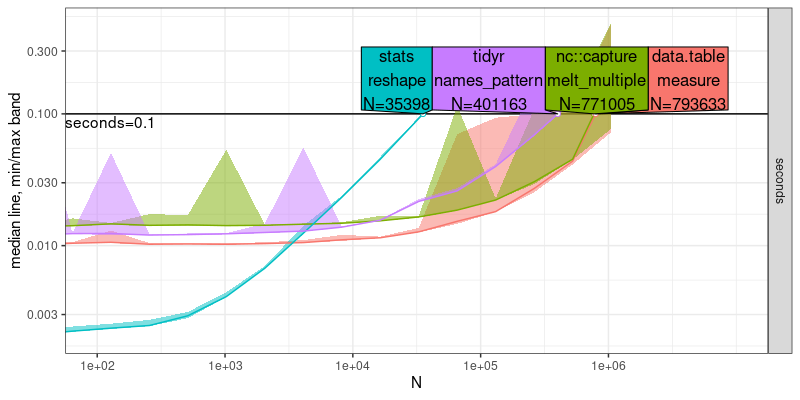 stats
reshape
N=35398
tidyr
names_pattern
N=401163
nc::capture
melt_multiple
N=771005
data.table
measure
N=793633
seconds=0.1
median line, min/max band
0.300
0.100
0.030
0.010
0.003
1e+02
1e+03
1e+04
1e+05
1e+06
N
seconds